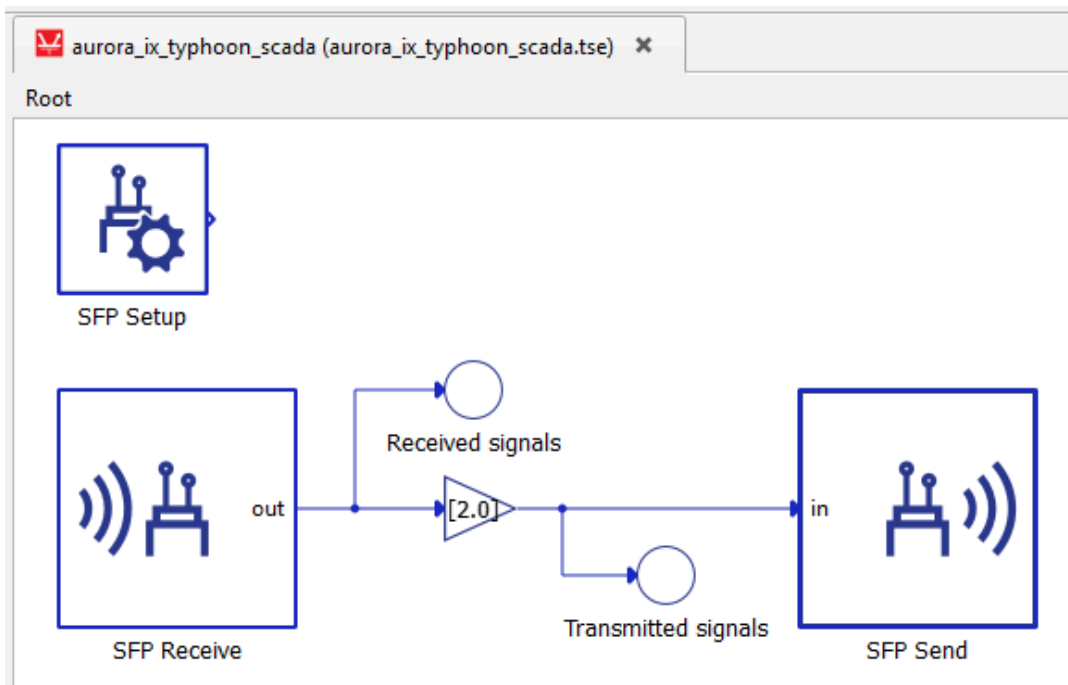 aurora_ix_typhoon_scada (aurora_ix_typhoon_scada.tse)
Root
SFP Setup
Received signals
out
[2.0]
in
Transmitted signals
SFP Receive
SFP Send